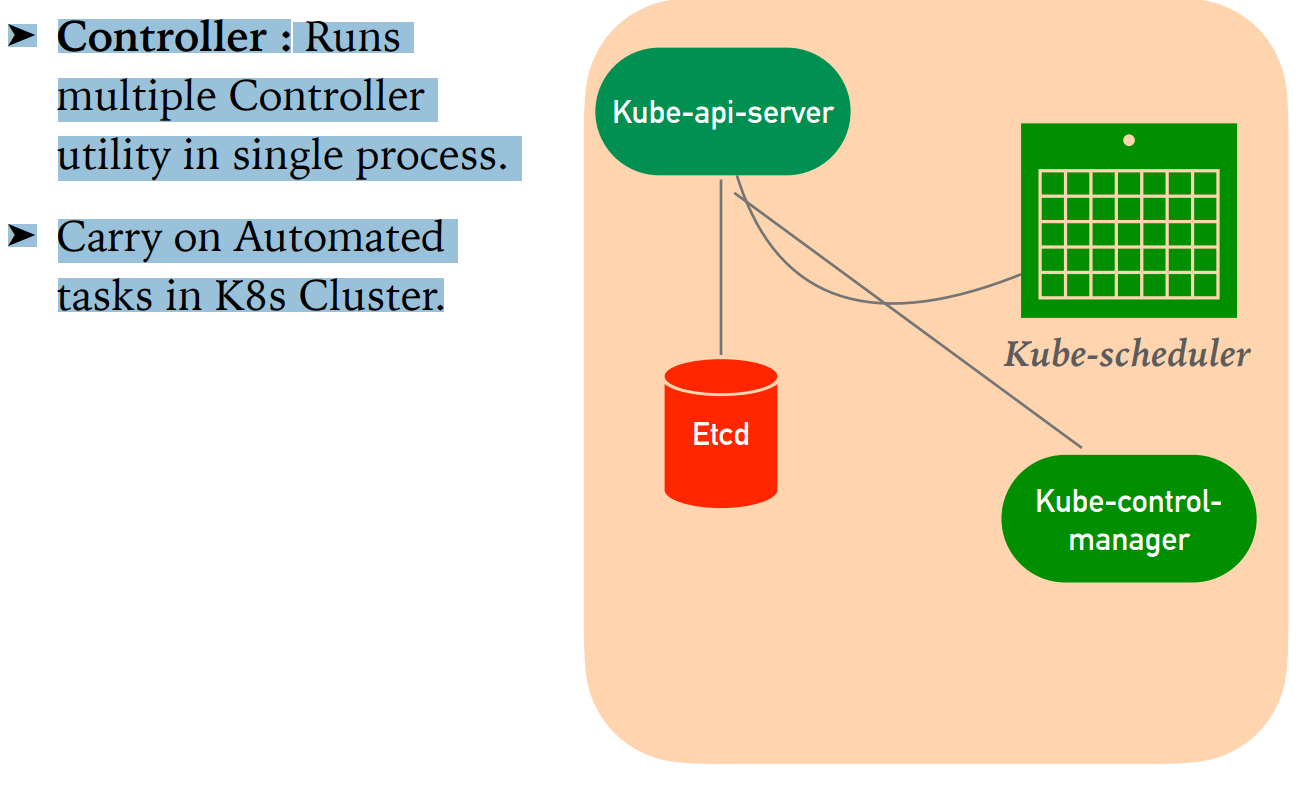 ➤ Controller : Runs
multiple Controller
utility in single process.
➤ Carry on Automated
tasks in K8s Cluster.
Kube-api-server
Kube-scheduler
Etcd
Kube-control-
manager